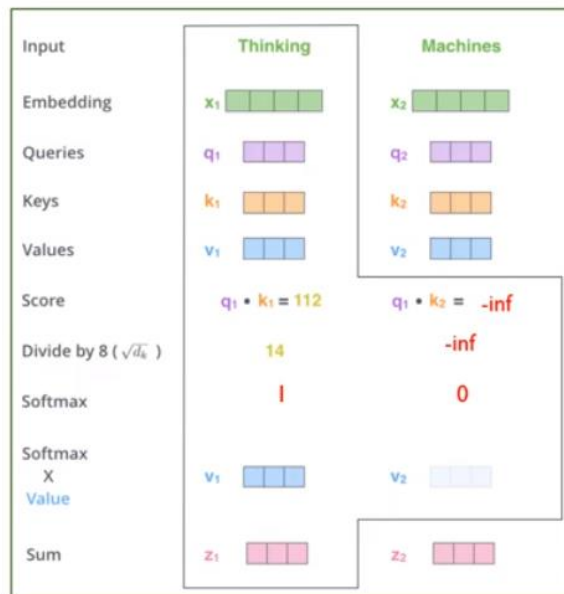 Input Thinking Machines
Embedding x₁ x₂
Queries q₁ q₂
Keys k₁ k₂
Values v₁ v₂
Score q₁ • k₁ = 112 q₁ • k₂ = -inf
Divide by 8 ( √dₖ ) 14 -inf
Softmax 1 0
Softmax
X
Value v₁ v₂
Sum z₁ z₂